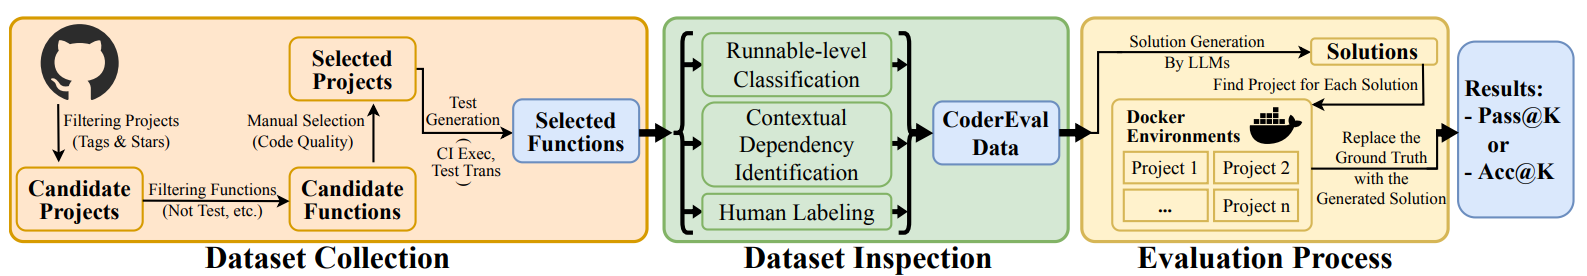 Filtering Projects
(Tags & Stars)
Candidate
Projects
Filtering Functions
(Not Test, etc.)
Candidate
Functions
Manual Selection
(Code Quality)
Selected
Projects
Test
Generation
(CI Exec,
Test Trans)
Selected
Functions
Dataset Collection
Runnable-level
Classification
Contextual
Dependency
Identification
Human Labeling
CoderEval
Data
Dataset Inspection
Solution Generation
By LLMs
Solutions
Find Project for Each Solution
Docker
Environments
Project 1
Project 2
...
Project n
Replace the
Ground Truth
with the
Generated Solution
Evaluation Process
Results:
- Pass@K
or
- Acc@K